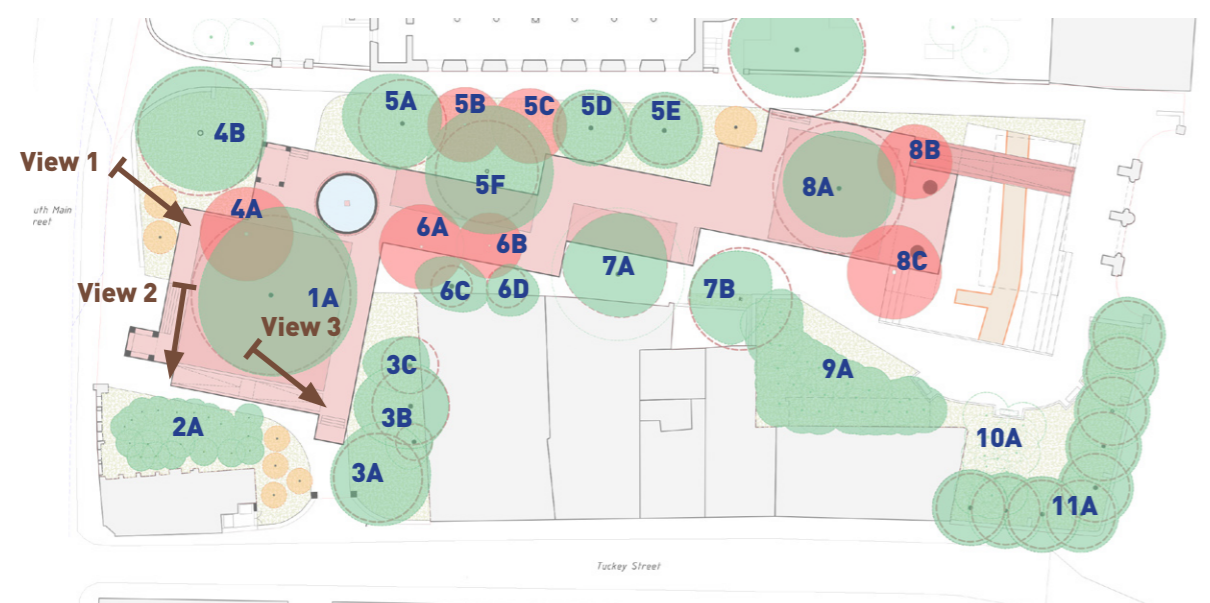 5A
5B
5C
5D
5E
4B
View 1
8B
5F
8A
uth Main
reet
4A
6A
6B
8C
7A
View 2
1A
6C
6D
7B
View 3
3C
9A
3B
2A
10A
3A
11A
Tuckey Street